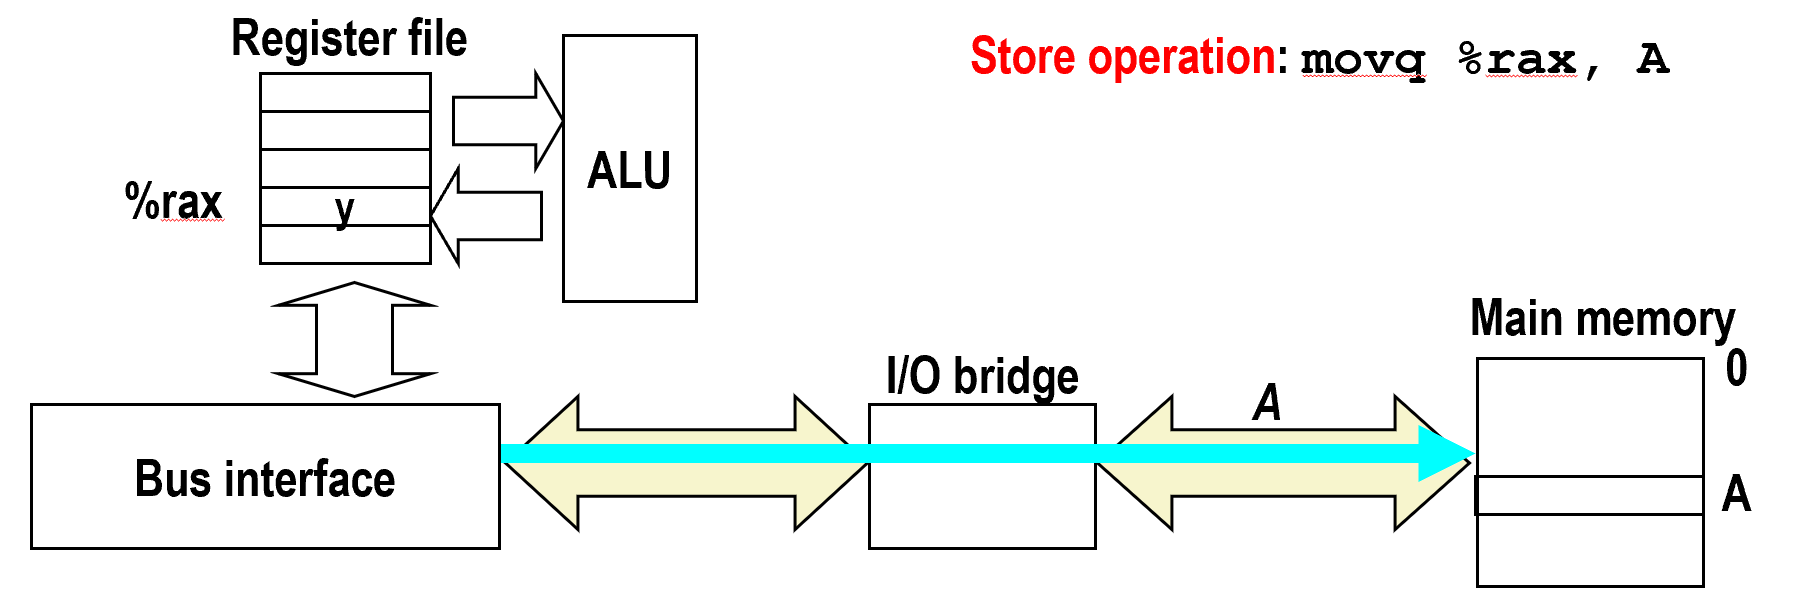 Register file
Store operation: movq %rax, A
ALU
%rax
y
Main memory
0
I/O bridge
A
Bus interface
A